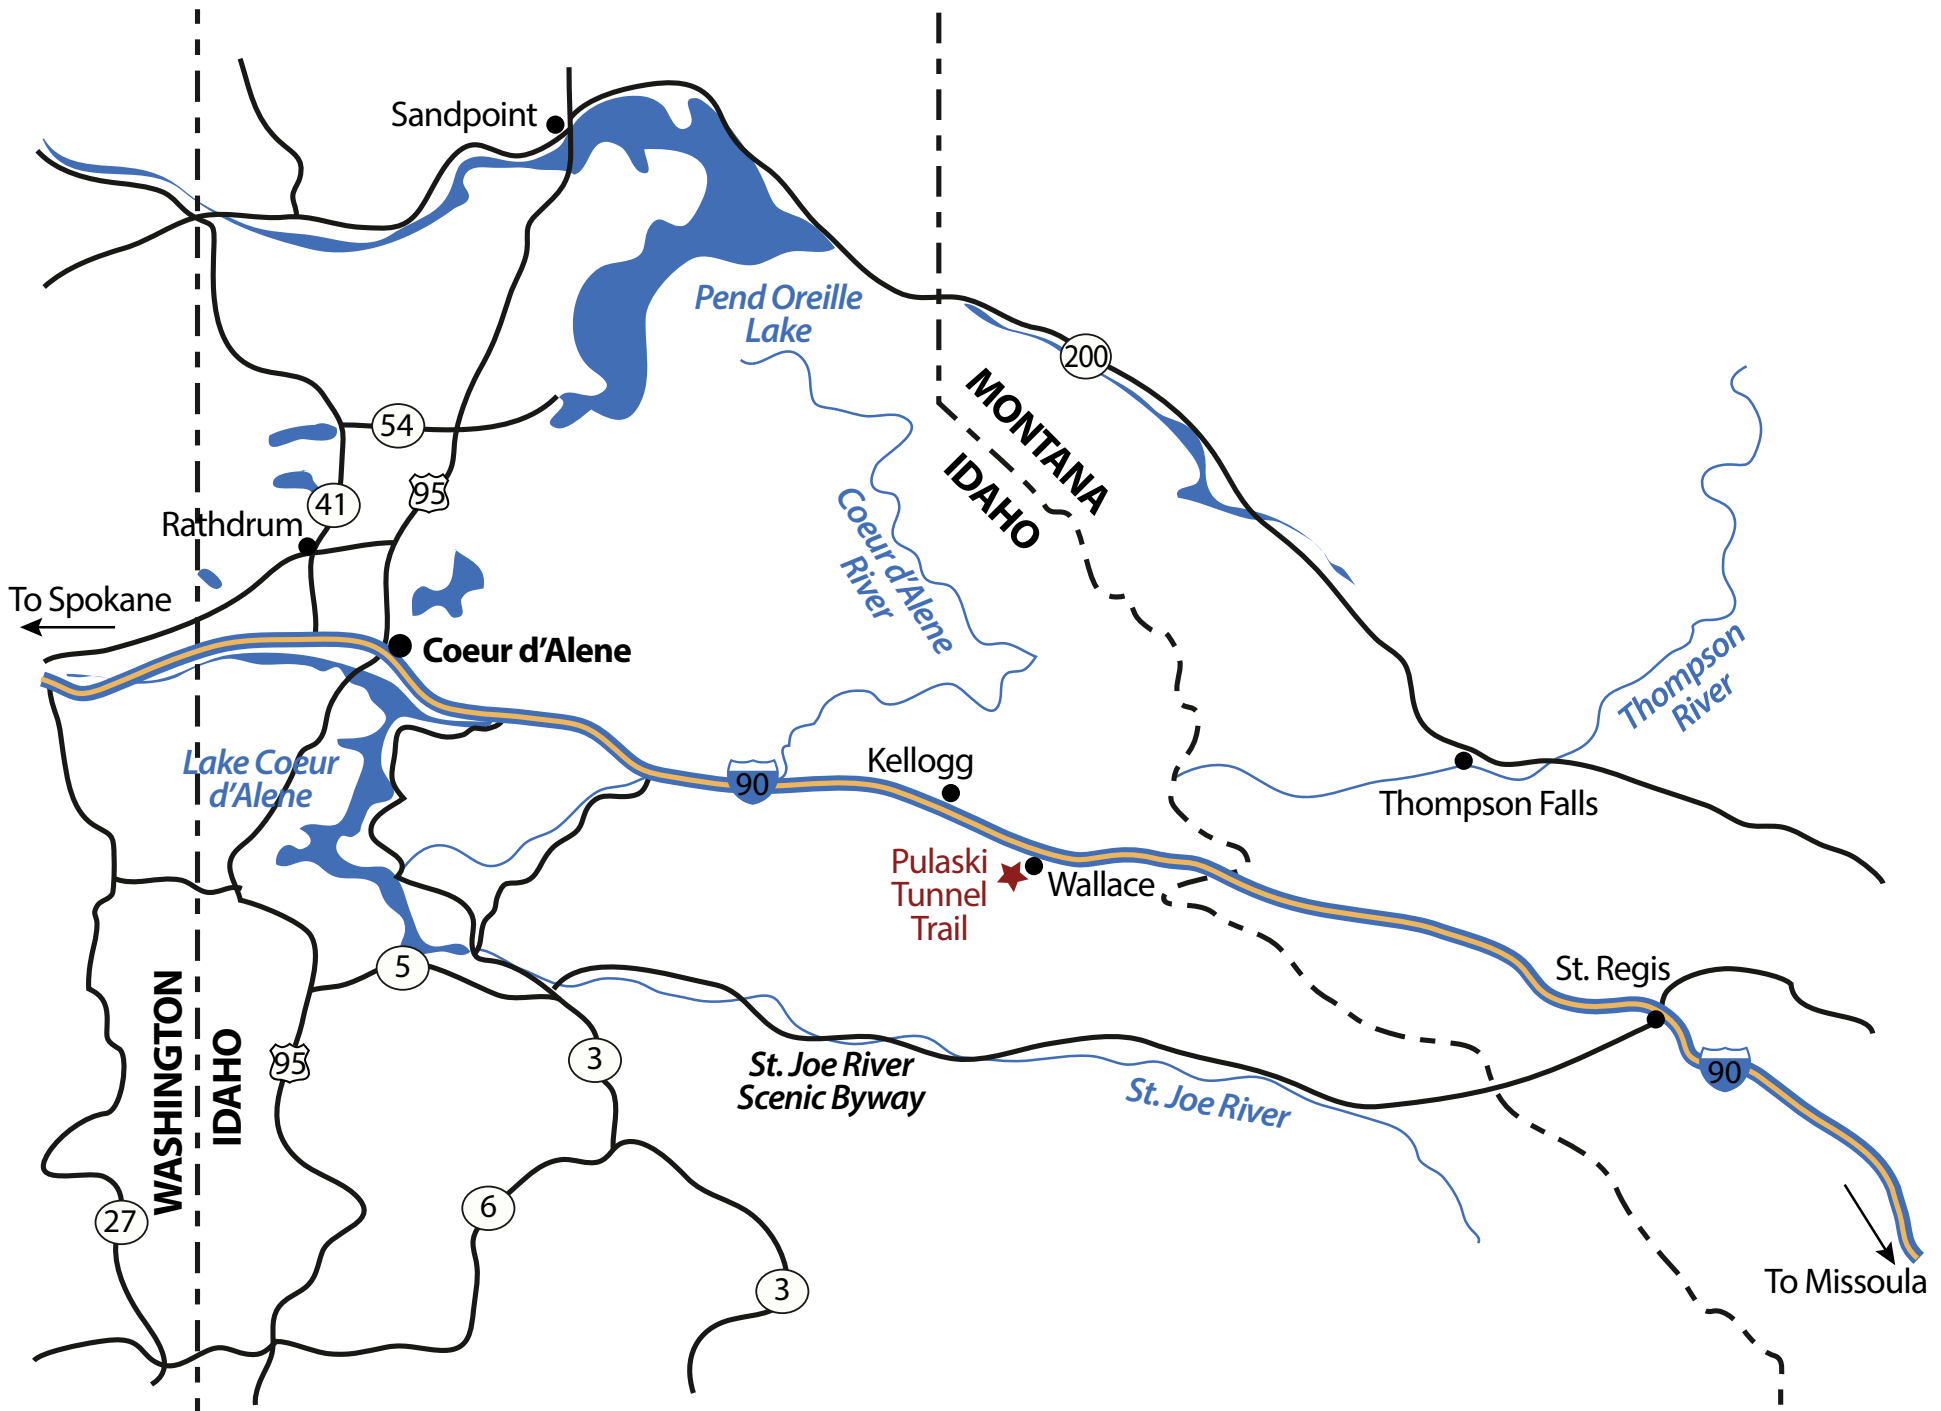 Sandpoint
Pend Oreille
Lake
200
MONTANA
IDAHO
54
95
41
Rathdrum
Coeur d'Alene
River
To Spokane
Coeur d'Alene
Thompson
River
Lake Coeur
d'Alene
90
Kellogg
Thompson Falls
Pulaski
Tunnel
Trail
Wallace
St. Regis
5
WASHINGTON
IDAHO
95
3
St. Joe River
Scenic Byway
St. Joe River
90
27
6
3
To Missoula